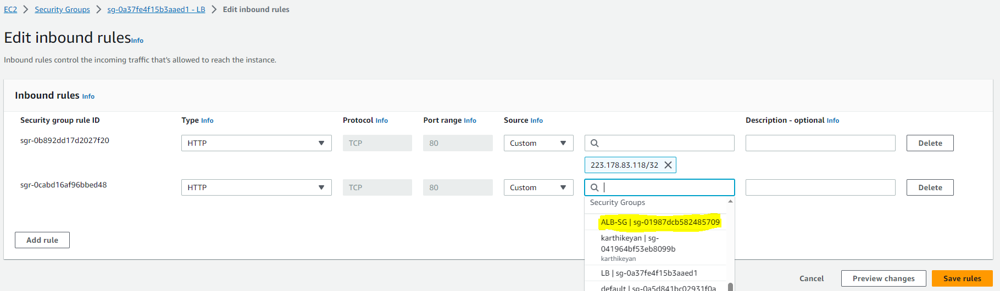 EC2 > Security Groups > sg-0a37fe4f15b3aaed1 - LB > Edit inbound rules
Edit inbound rules Info
Inbound rules control the incoming traffic that's allowed to reach the instance.
Inbound rules Info
Security group rule ID Type Info Protocol Info Port range Info Source Info Description - optional Info
sgr-0b892dd17d2027f20 HTTP TCP 80 Custom Delete
223.178.83.118/32
sgr-0cabd16af96bbed48 HTTP TCP 80 Custom Delete
Security Groups
ALB-SG | sg-01987dcb582485709
karthikeyan | sg-
041964bf53eb8099b
karthikeyan
LB | sg-0a37fe4f15b3aaed1
default | sg-0a5d841bc02931f0a
Add rule
Cancel Preview changes Save rules